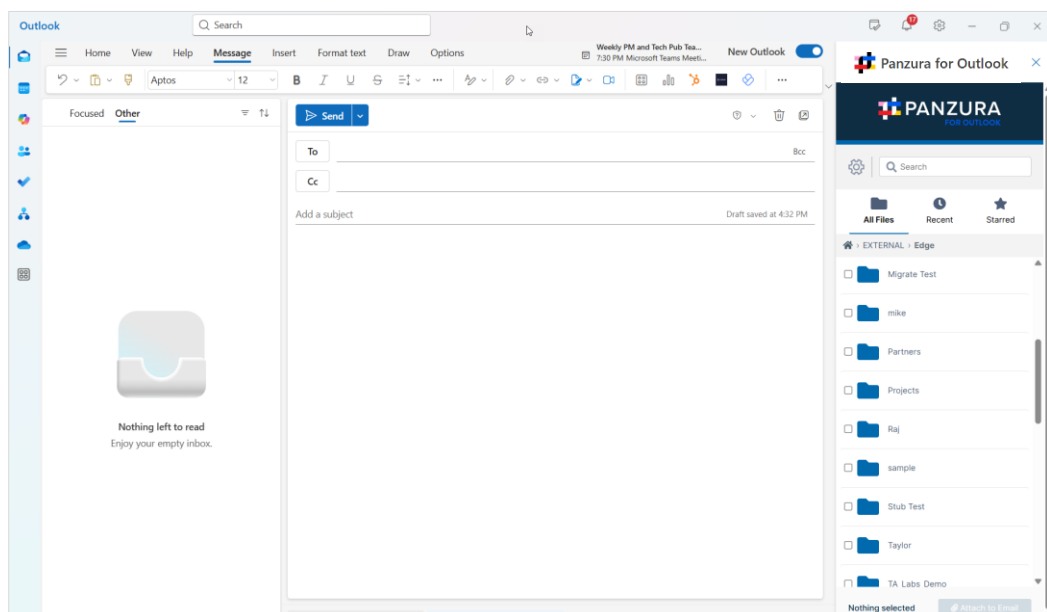 Outlook
Search
17
Home View Help Message Insert Format text Draw Options
Weekly PM and Tech Pub Tea...
7:30 PM Microsoft Teams Meeti...
New Outlook
Aptos 12 B I U
Focused Other
Send
To Bcc
Cc
Add a subject Draft saved at 4:32 PM
Nothing left to read
Enjoy your empty inbox.
Panzura for Outlook
PANZURA
FOR OUTLOOK
Search
All Files Recent Starred
EXTERNAL › Edge
Migrate Test
mike
Partners
Projects
Raj
sample
Stub Test
Taylor
TA Labs Demo
Nothing selected Attach to Email